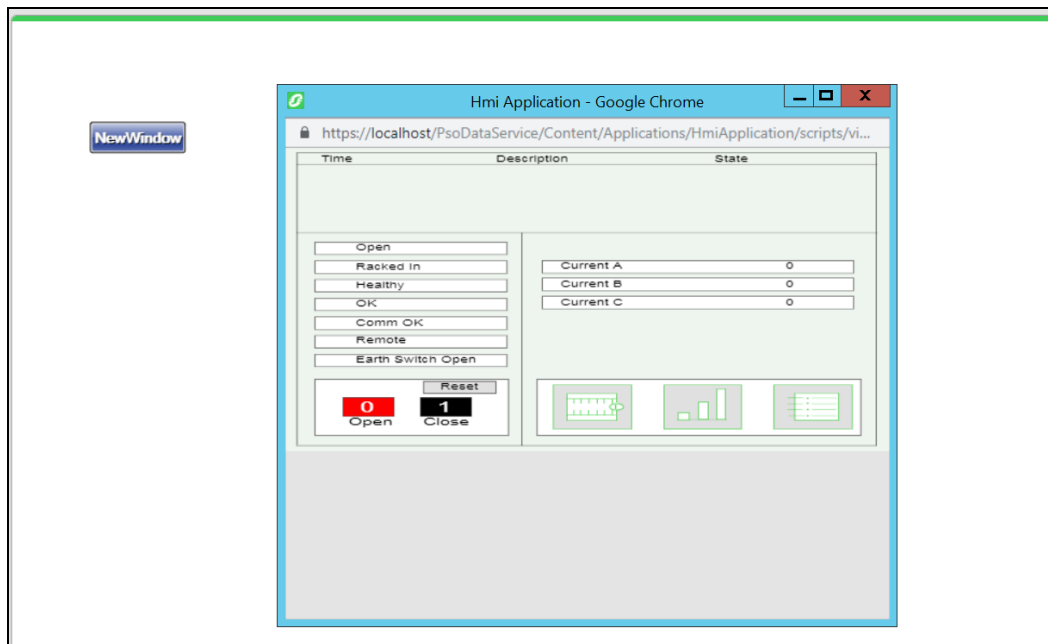 Hmi Application - Google Chrome
NewWindow
https://localhost/PsoDataService/Content/Applications/HmiApplication/scripts/vi...
Time Description State
Open
Racked In
Healthy
OK
Comm OK
Remote
Earth Switch Open
Current A 0
Current B 0
Current C 0
Reset
0 1
Open Close